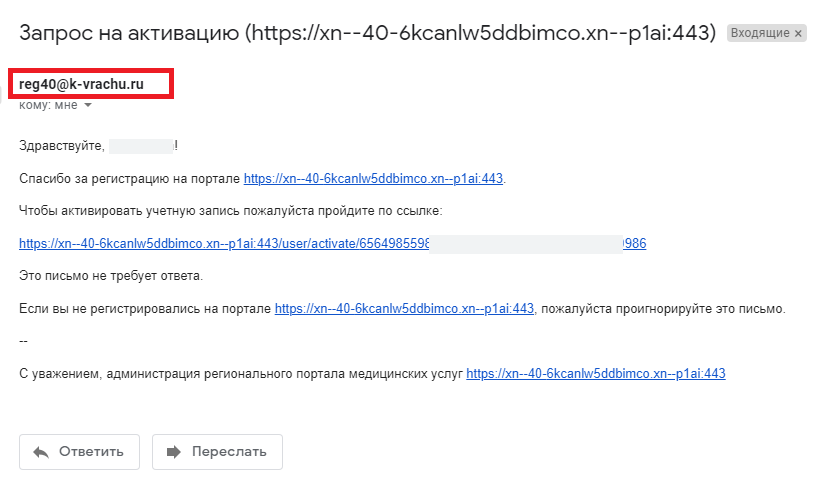 Запрос на активацию (https://xn--40-6kcanlw5ddbimco.xn--p1ai:443) Входящие ×
reg40@k-vrachu.ru
кому: мне
Здравствуйте, !
Спасибо за регистрацию на портале https://xn--40-6kcanlw5ddbimco.xn--p1ai:443.
Чтобы активировать учетную запись пожалуйста пройдите по ссылке:
https://xn--40-6kcanlw5ddbimco.xn--p1ai:443/user/activate/6564985598 986
Это письмо не требует ответа.
Если вы не регистрировались на портале https://xn--40-6kcanlw5ddbimco.xn--p1ai:443, пожалуйста проигнорируйте это письмо.
--
С уважением, администрация регионального портала медицинских услуг https://xn--40-6kcanlw5ddbimco.xn--p1ai:443
Ответить Переслать